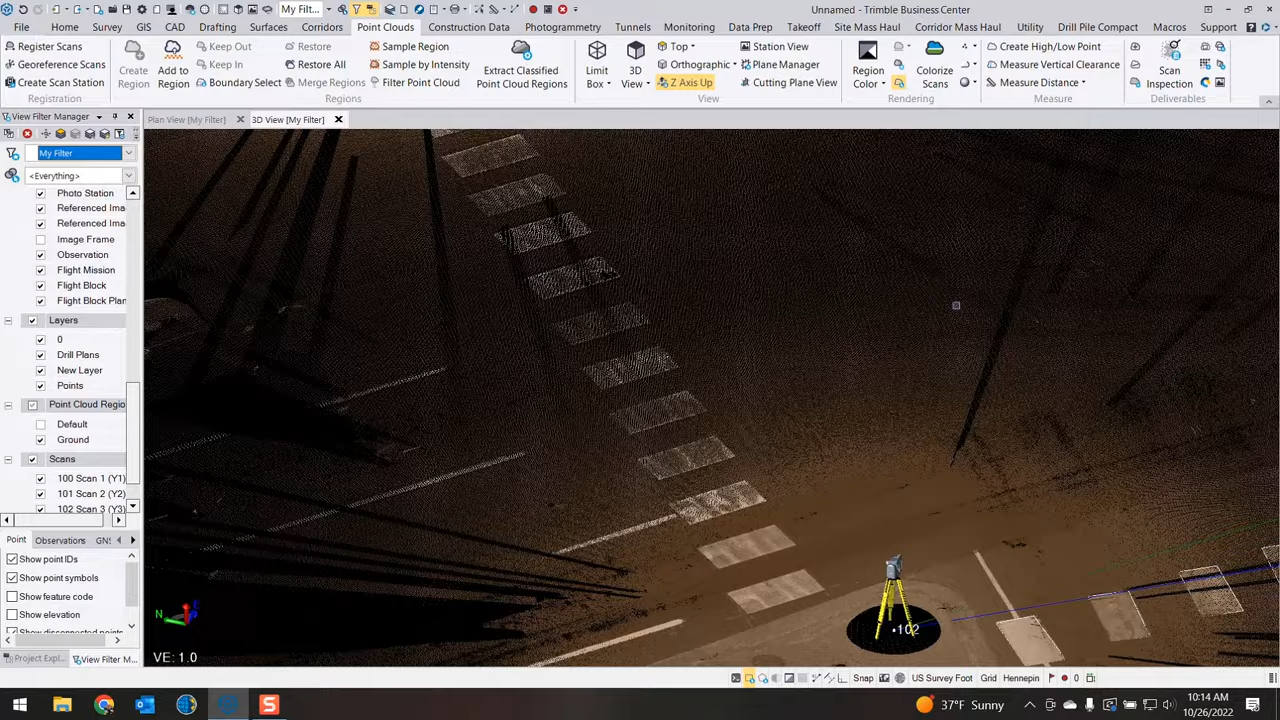 My Filter
Unnamed - Trimble Business Center
File
Home
Survey
GIS
CAD
Drafting
Surfaces
Corridors
Point Clouds
Construction Data
Photogrammetry
Tunnels
Monitoring
Data Prep
Takeoff
Site Mass Haul
Corridor Mass Haul
Utility
Drill Pile Compact
Macros
Support
Register Scans
Georeference Scans
Create Scan Station
Registration
Create Region
Add to Region
Keep Out
Keep In
Boundary Select
Restore
Restore All
Merge Regions
Sample Region
Sample by Intensity
Filter Point Cloud
Extract Classified
Point Cloud Regions
Regions
Limit Box
3D View
Top
Orthographic
Z Axis Up
Station View
Plane Manager
Cutting Plane View
View
Region Color
Colorize Scans
Rendering
Create High/Low Point
Measure Vertical Clearance
Measure Distance
Measure
Scan Inspection
Deliverables
View Filter Manager
Plan View [My Filter]
3D View [My Filter]
My Filter
<Everything>
Photo Station
Referenced Ima
Referenced Ima
Image Frame
Observation
Flight Mission
Flight Block
Flight Block Plan
Layers
0
Drill Plans
New Layer
Points
Point Cloud Regio
Default
Ground
Scans
100 Scan 1 (Y1)
101 Scan 2 (Y2)
102 Scan 3 (Y3)
Point
Observations
GNS
Show point IDs
Show point symbols
Show feature code
Show elevation
Show disconnected points
Project Expl...
View Filter M...
N
E
VE: 1.0
102
Snap
US Survey Foot
Grid
Hennepin
0
37°F Sunny
10:14 AM
10/26/2022